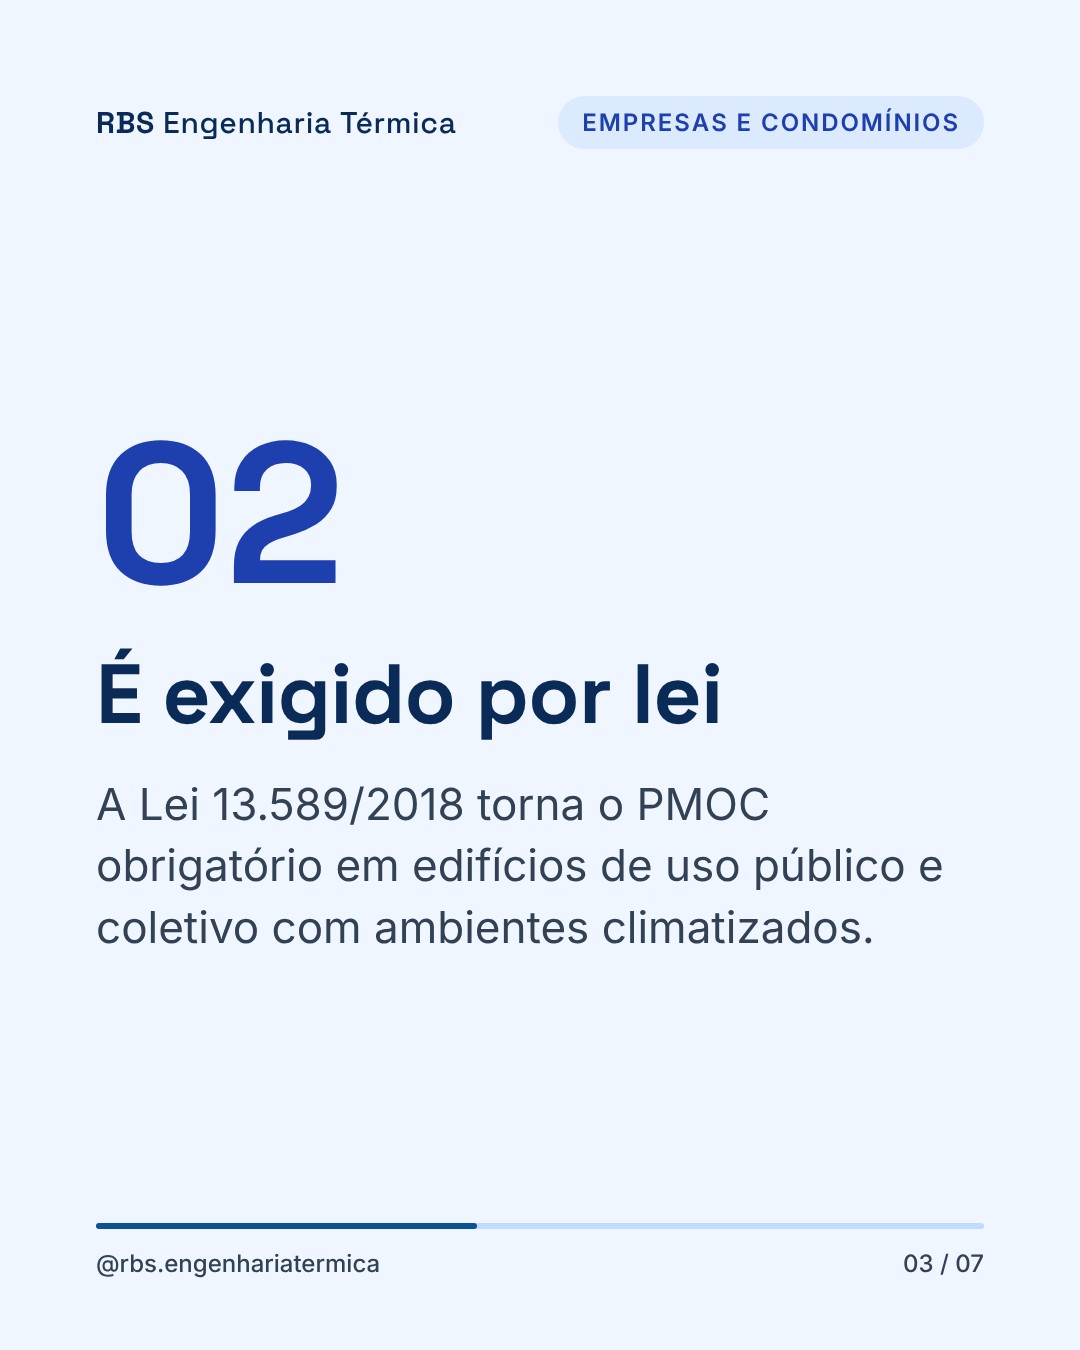 RBS Engenharia Térmica
EMPRESAS E CONDOMÍNIOS
02
É exigido por lei
A Lei 13.589/2018 torna o PMOC
obrigatório em edifícios de uso público e
coletivo com ambientes climatizados.
@rbs.engenhariatermica
03 / 07